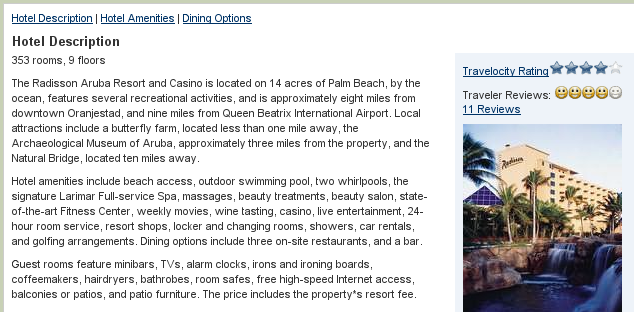 Hotel Description | Hotel Amenities | Dining Options
Hotel Description
353 rooms, 9 floors
The Radisson Aruba Resort and Casino is located on 14 acres of Palm Beach, by the
ocean, features several recreational activities, and is approximately eight miles from
downtown Oranjestad, and nine miles from Queen Beatrix International Airport. Local
attractions include a butterfly farm, located less than one mile away, the
Archaeological Museum of Aruba, approximately three miles from the property, and the
Natural Bridge, located ten miles away.
Hotel amenities include beach access, outdoor swimming pool, two whirlpools, the
signature Larimar Full-service Spa, massages, beauty treatments, beauty salon, state-
of-the-art Fitness Center, weekly movies, wine tasting, casino, live entertainment, 24-
hour room service, resort shops, locker and changing rooms, showers, car rentals,
and golfing arrangements. Dining options include three on-site restaurants, and a bar.
Guest rooms feature minibars, TVs, alarm clocks, irons and ironing boards,
coffeemakers, hairdryers, bathrobes, room safes, free high-speed Internet access,
balconies or patios, and patio furniture. The price includes the property*s resort fee.
Travelocity Rating
Traveler Reviews:
11 Reviews
Radisson